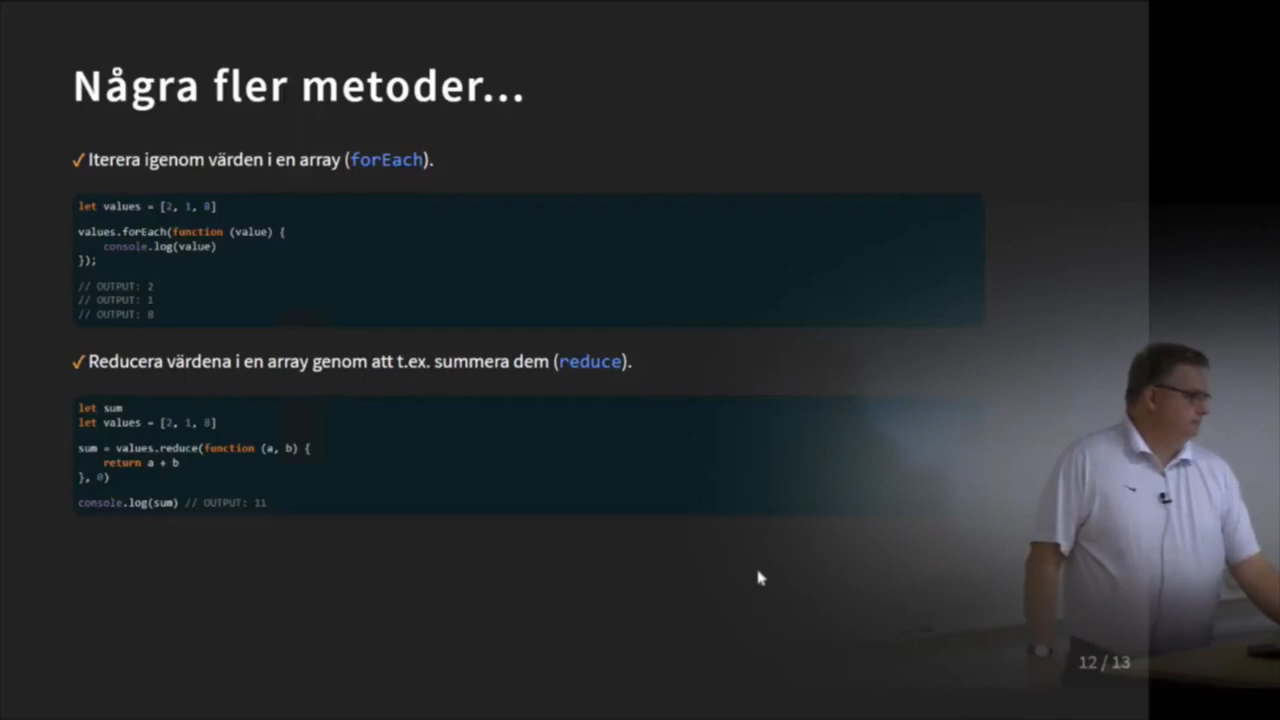 Några fler metoder...
✓ Iterera igenom värden i en array (forEach).
let values = [2, 1, 8]
values.forEach(function (value) {
    console.log(value)
});
// OUTPUT: 2
// OUTPUT: 1
// OUTPUT: 8
✓ Reducera värdena i en array genom att t.ex. summera dem (reduce).
let sum
let values = [2, 1, 8]
sum = values.reduce(function (a, b) {
    return a + b
}, 0)
console.log(sum) // OUTPUT: 11
12 / 13